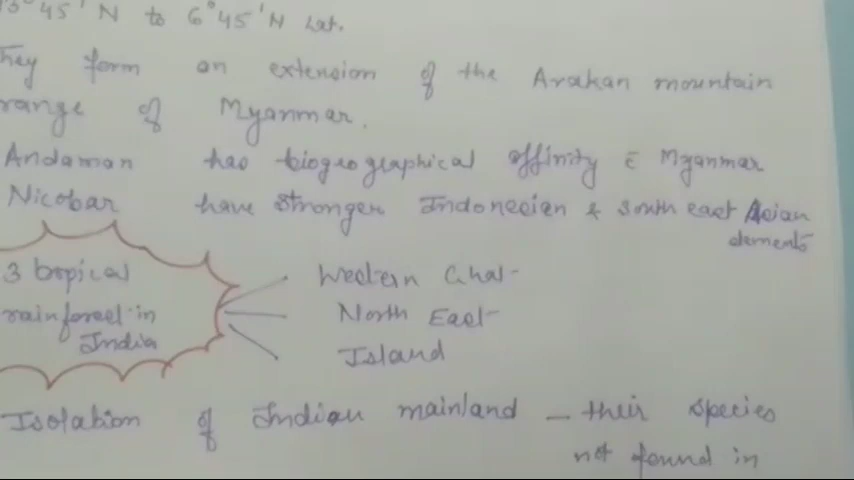 13°45' N to 6°45' N Lat.
They form an extension of the Arakan mountain
range of Myanmar.
Andaman has biogeographical affinity c̄ Myanmar
Nicobar have stronger Indonesian & South east Asian
elements
3 tropical
rainforest in
India
Western Ghat
North East
Island
Isolation of Indian mainland – their species
not found in